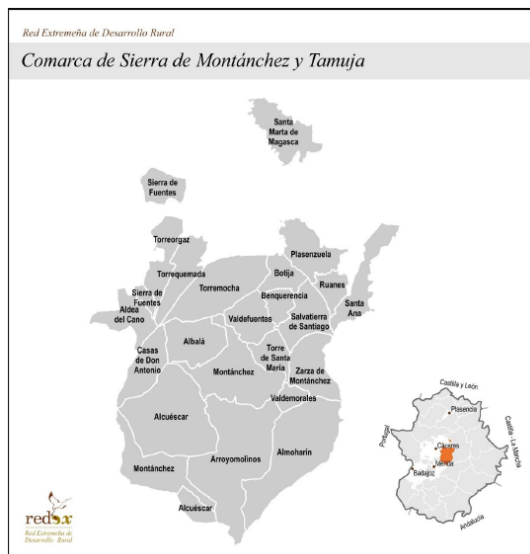 Red Extremeña de Desarrollo Rural
Comarca de Sierra de Montánchez y Tamuja
Santa
Marta de
Magasca
Sierra de
Fuentes
Torreorgaz
Plasenzuela
Torrequemada
Botija
Ruanes
Torremocha
Sierra de
Fuentes
Benquerencia
Santa
Ana
Aldea
del Cano
Valdefuentes
Salvatierra
de Santiago
Albalá
Casas
de Don
Antonio
Torre
de Santa
María
Montánchez
Zarza de
Montánchez
Valdemorales
Alcuéscar
Almoharín
Arroyomolinos
Montánchez
Alcuéscar
Castilla y León
Plasencia
Portugal
Cáceres
Castilla - La Mancha
Mérida
Badajoz
Andalucía
redex
Red Extremeña de
Desarrollo Rural